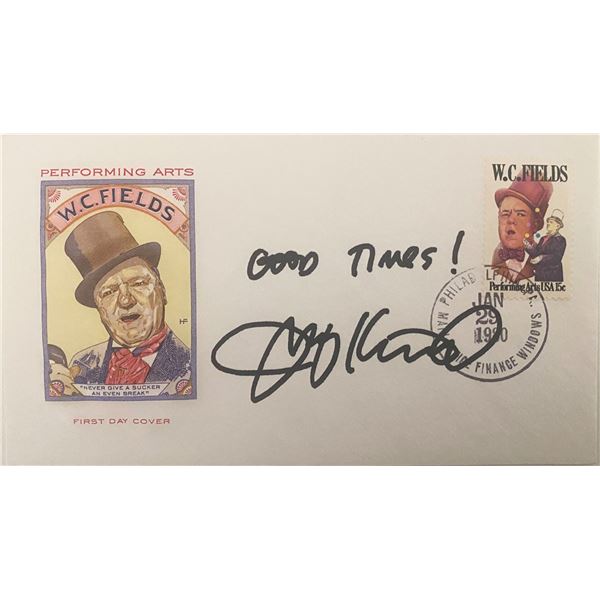 PERFORMING ARTS
W.C. FIELDS
HF
"NEVER GIVE A SUCKER
AN EVEN BREAK"
FIRST DAY COVER
GOOD TIMES!
W.C. FIELDS
Performing Arts USA 15c
PHILADELPHIA
JAN
29
1980
FINANCE WINDOWS